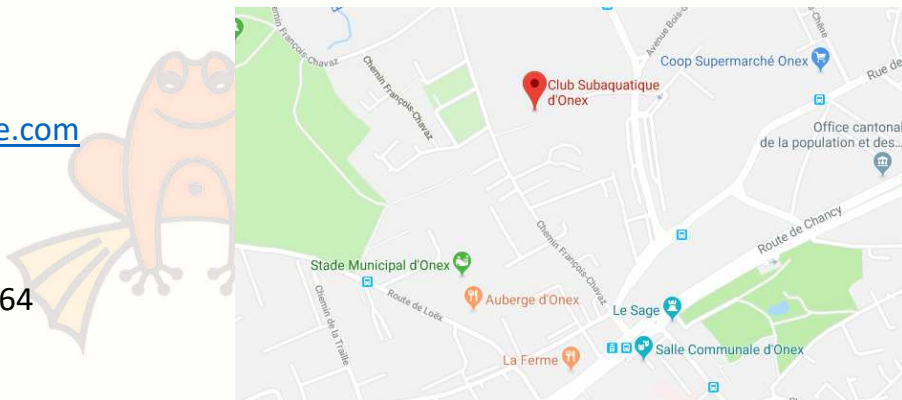 e.com
64
emin François-Chavaz
Chemin François-Chavaz
Avenue Bois-
-Chêne
Coop Supermarché Onex
Rue de
Club Subaquatique
d'Onex
Office cantonal
de la population et des...
Route de Chancy
Chemin François-Chavaz
Stade Municipal d'Onex
Chemin de la Traille
Route de Loëx
Auberge d'Onex
Le Sage
La Ferme
Salle Communale d'Onex